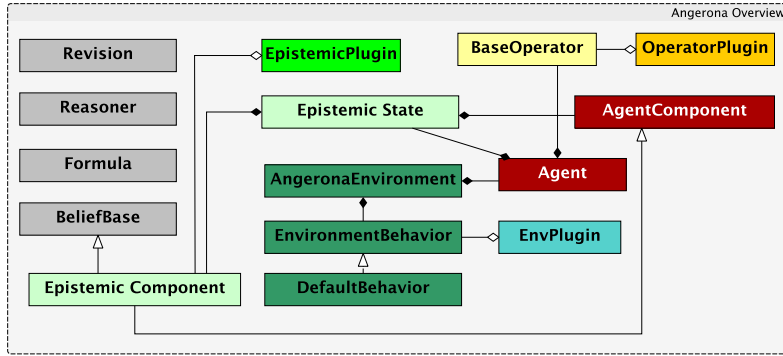 Angerona Overview
Revision
EpistemicPlugin
BaseOperator
OperatorPlugin
Reasoner
Epistemic State
AgentComponent
Formula
AngeronaEnvironment
Agent
BeliefBase
EnvironmentBehavior
EnvPlugin
Epistemic Component
DefaultBehavior